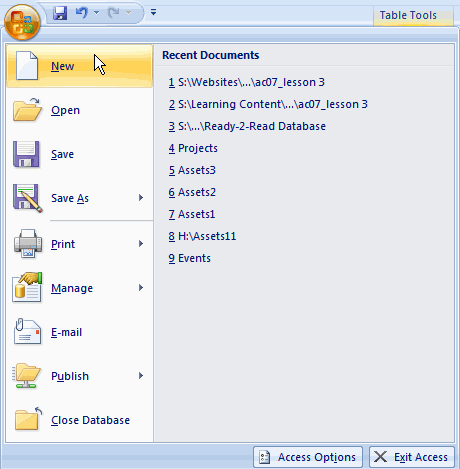 Table Tools
New
Open
Save
Save As
Print
Manage
E-mail
Publish
Close Database
Recent Documents
1 S:\Websites\...\ac07_lesson 3
2 S:\Learning Content\...\ac07_lesson 3
3 S:\...\Ready-2-Read Database
4 Projects
5 Assets3
6 Assets2
7 Assets1
8 H:\Assets11
9 Events
Access Options
Exit Access